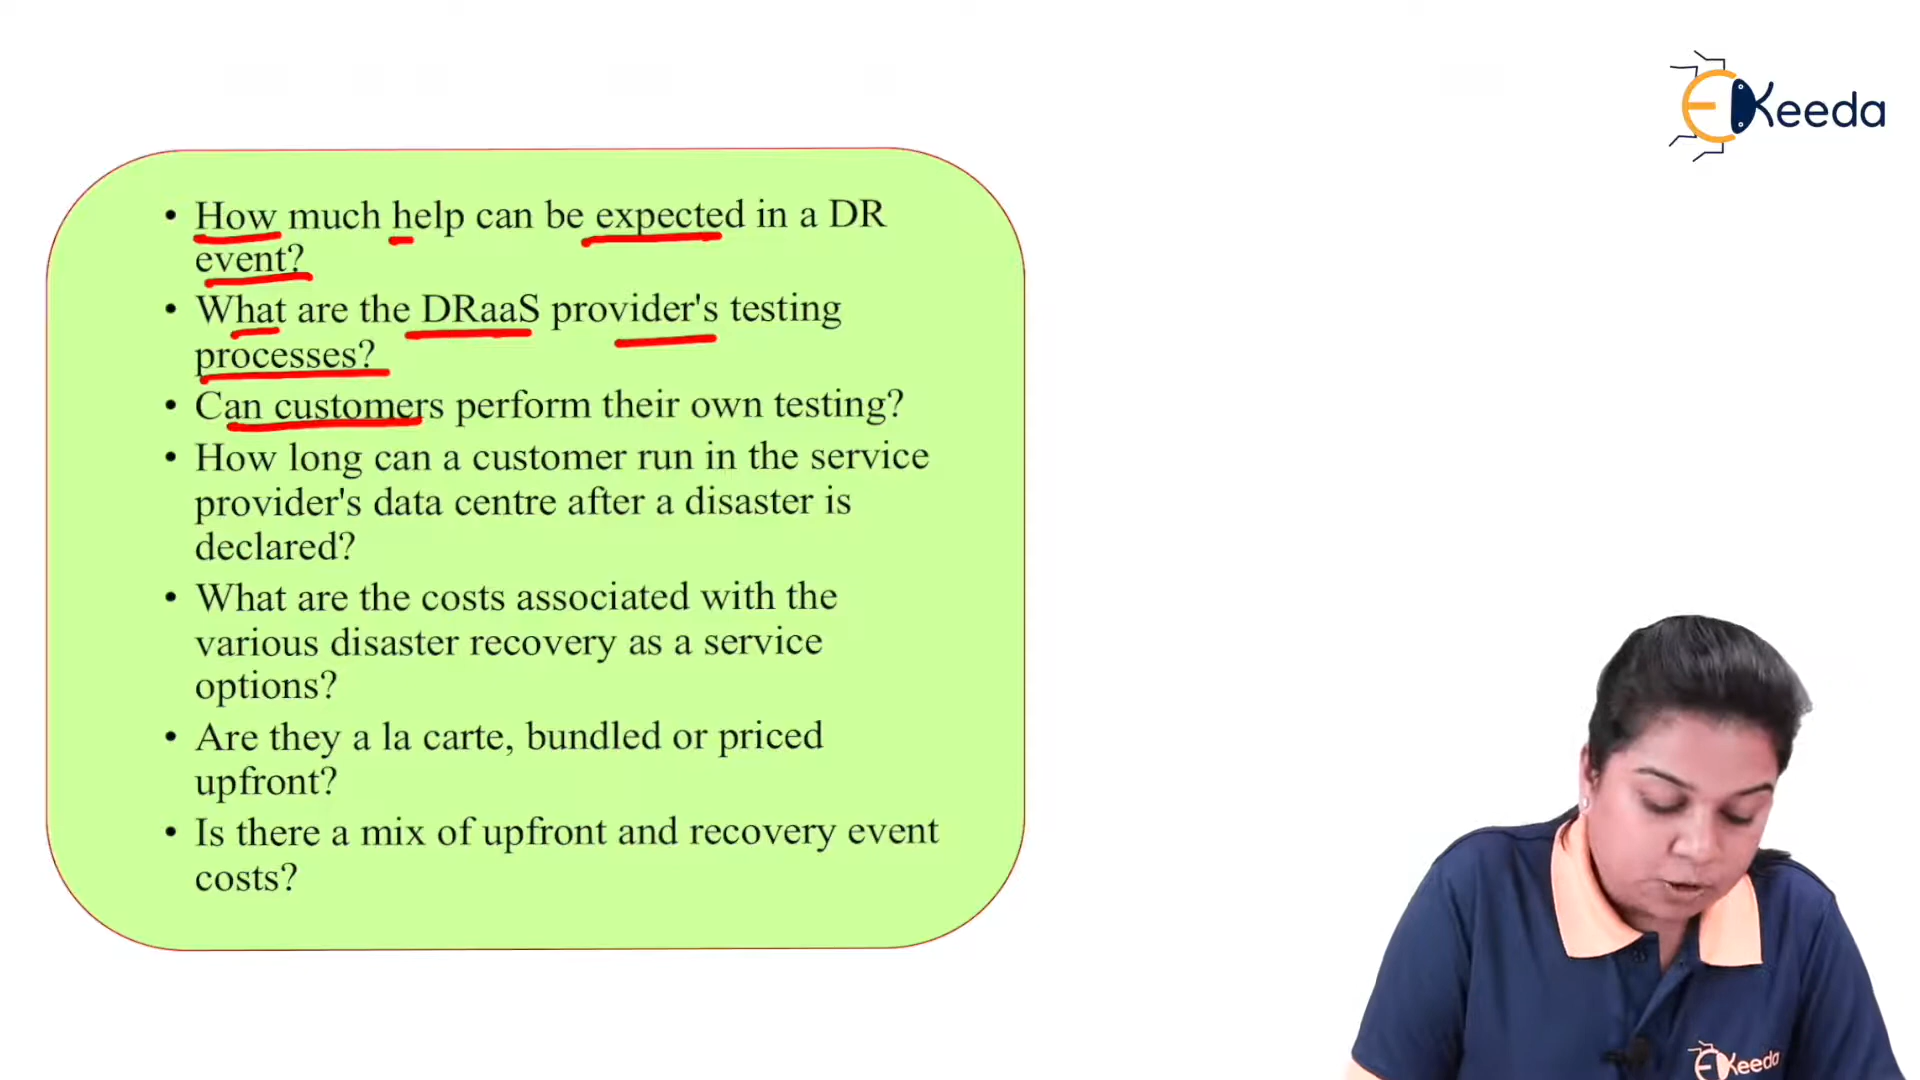 EKeeda
• How much help can be expected in a DR
event?
• What are the DRaaS provider's testing
processes?
• Can customers perform their own testing?
• How long can a customer run in the service
provider's data centre after a disaster is
declared?
• What are the costs associated with the
various disaster recovery as a service
options?
• Are they a la carte, bundled or priced
upfront?
• Is there a mix of upfront and recovery event
costs?
EKeeda